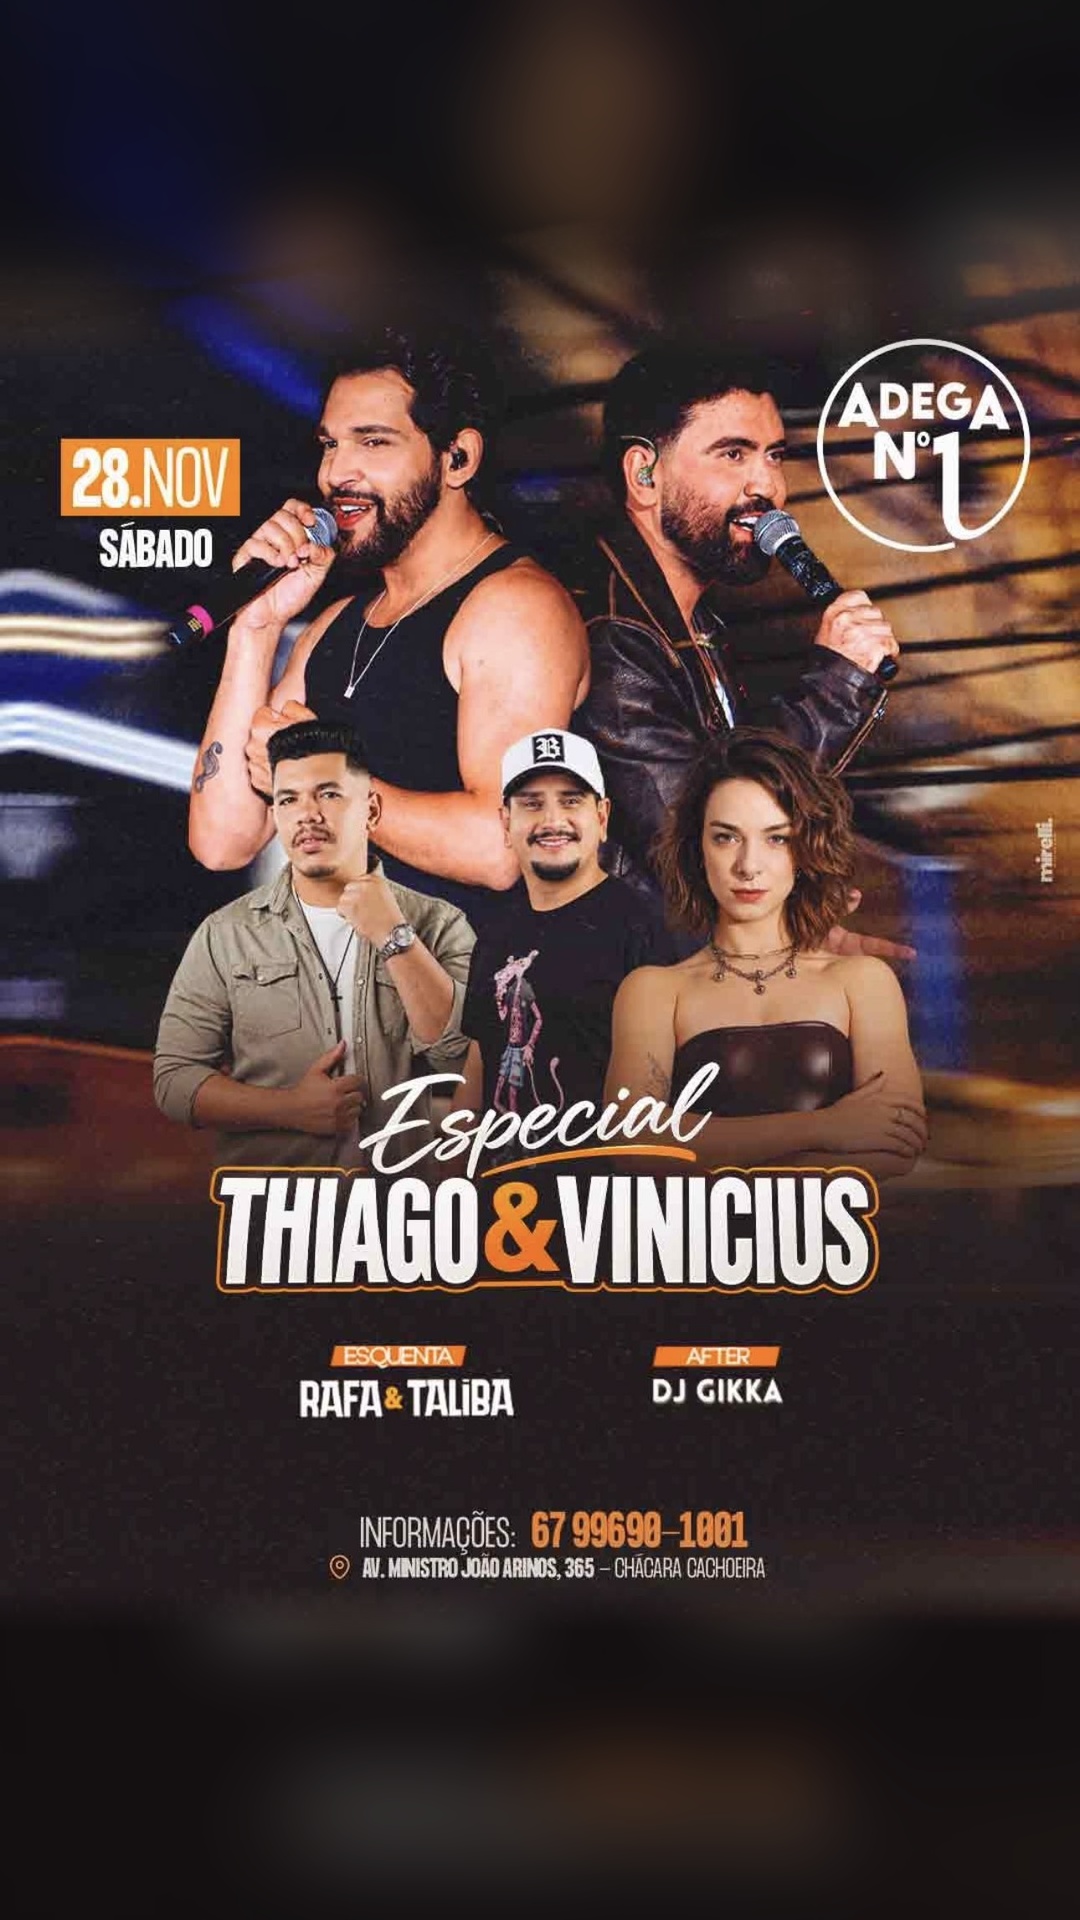 ADEGA
Nº1
28.NOV
SÁBADO
mirelli.
B
Especial
THIAGO & VINICIUS
ESQUENTA
RAFA & TALIBA
AFTER
DJ GIKKA
INFORMAÇÕES: 67 99690-1001
AV. MINISTRO JOÃO ARINOS, 365 – CHÁCARA CACHOEIRA